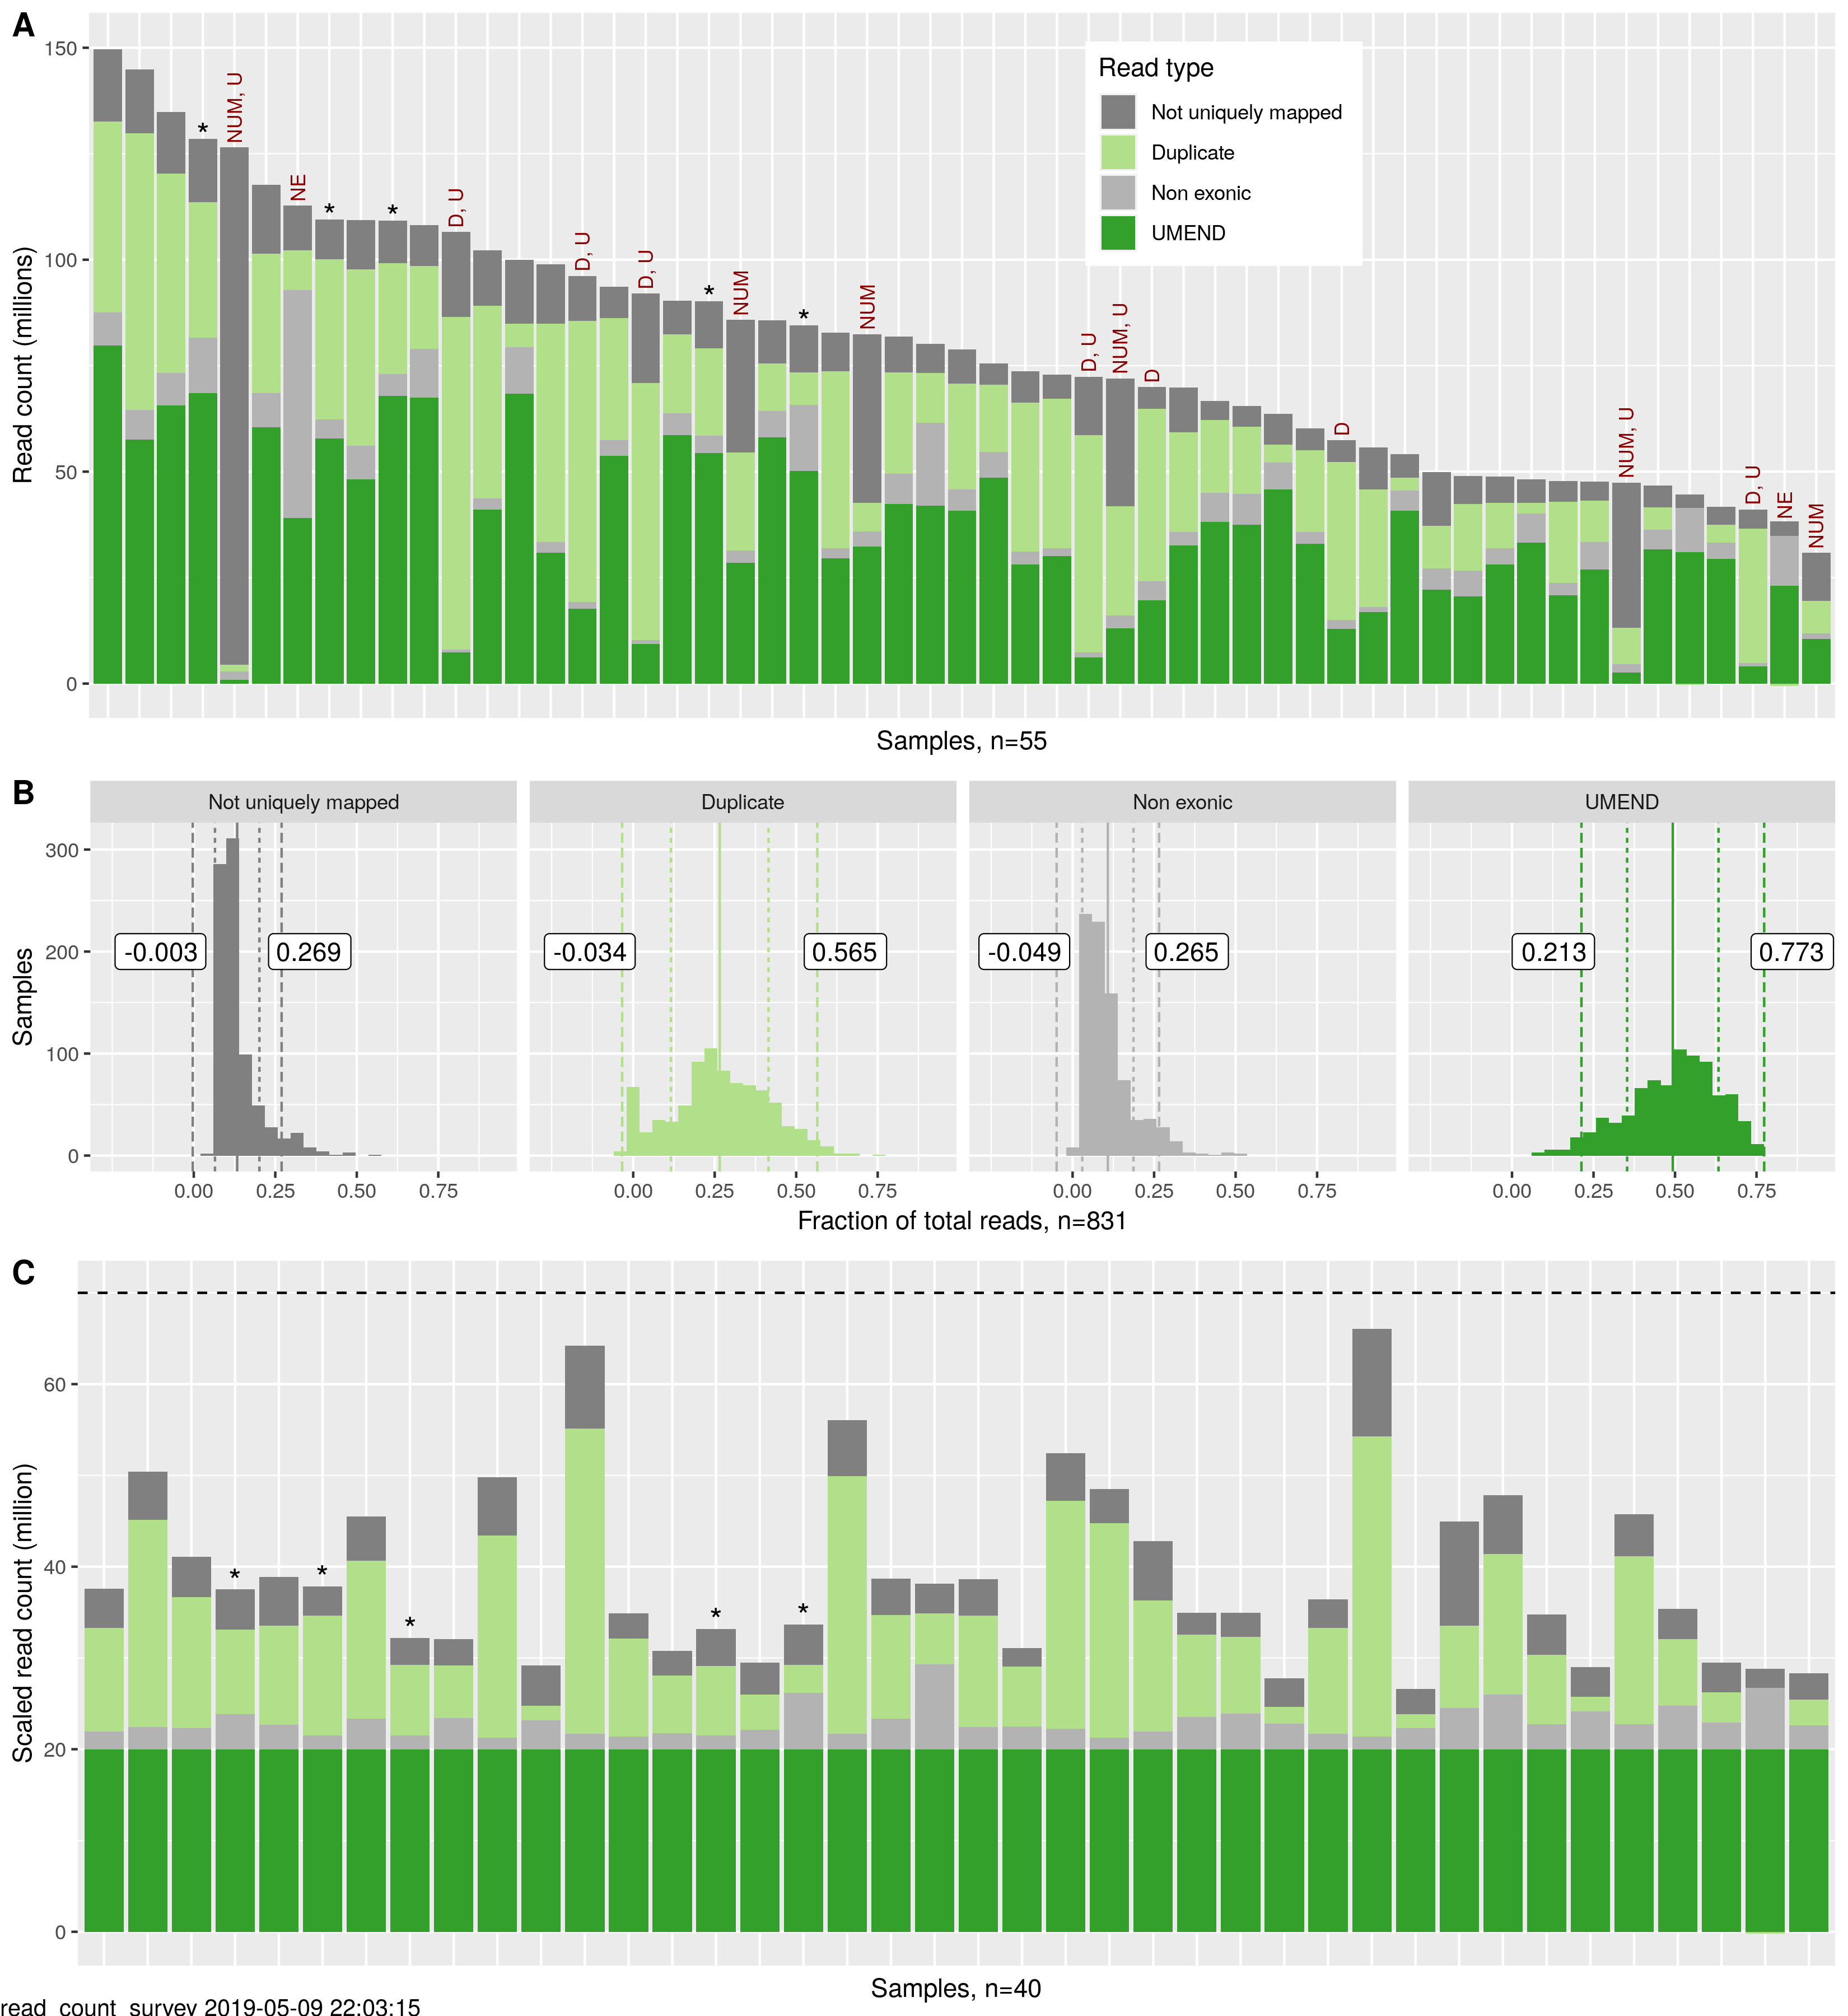 A
Read count (millions)
150
100
50
0
*
NUM, U
NE
*
*
D, U
D, U
D, U
*
NUM
*
NUM
D, U
NUM, U
D
D
NUM, U
D, U
NE
NUM
Read type
Not uniquely mapped
Duplicate
Non exonic
UMEND
Samples, n=55
B
Not uniquely mapped
Duplicate
Non exonic
UMEND
Samples
300
200
100
0
-0.003
0.269
-0.034
0.565
-0.049
0.265
0.213
0.773
0.00 0.25 0.50 0.75
0.00 0.25 0.50 0.75
0.00 0.25 0.50 0.75
0.00 0.25 0.50 0.75
Fraction of total reads, n=831
C
Scaled read count (million)
60
40
20
0
*
*
*
*
*
Samples, n=40
read_count_survey 2019-05-09 22:03:15